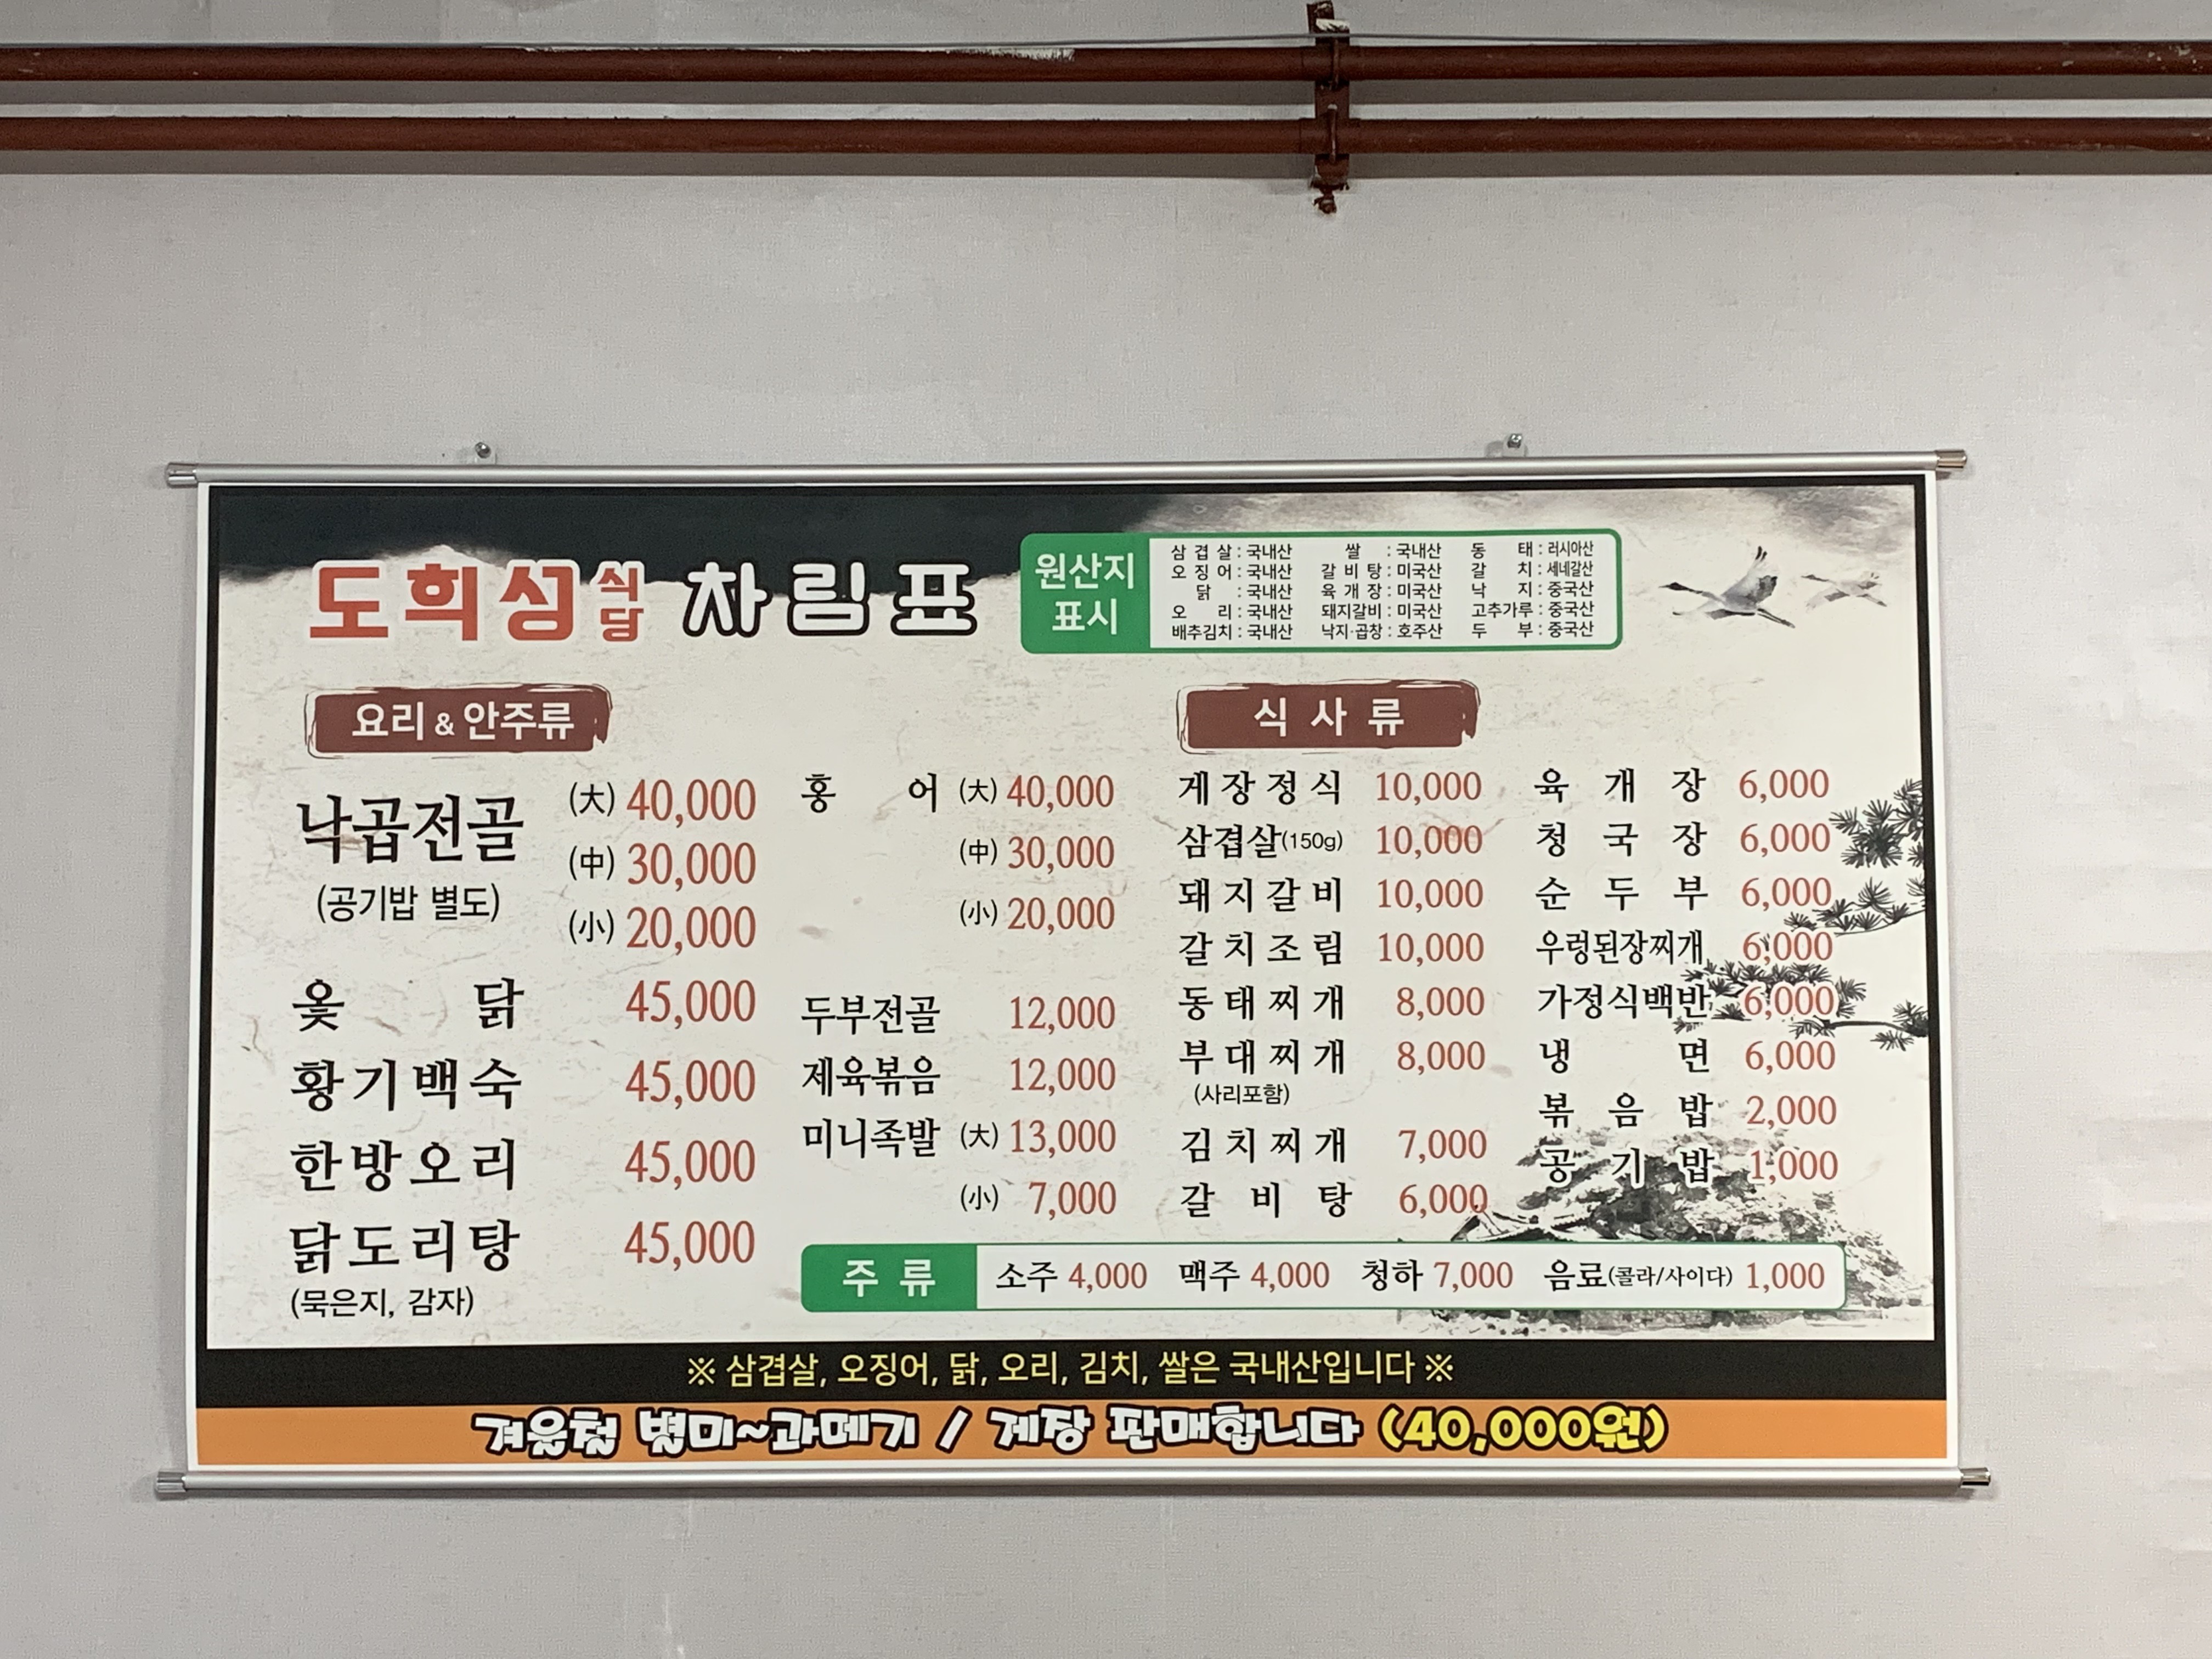 도희성식당 차림표
원산지 표시
삼겹살 : 국내산 쌀 : 국내산 동태 : 러시아산
오징어 : 국내산 갈비탕 : 미국산 갈치 : 세네갈산
닭 : 국내산 육개장 : 미국산 낙지 : 중국산
오리 : 국내산 돼지갈비 : 미국산 고추가루 : 중국산
배추김치 : 국내산 낙지·곱창 : 호주산 두부 : 중국산
요리 & 안주류
낙곱전골 (大) 40,000
(中) 30,000
(공기밥 별도)
(小) 20,000
옻닭 45,000
황기백숙 45,000
한방오리 45,000
닭도리탕 45,000
(묵은지, 감자)
홍어 (大) 40,000
(中) 30,000
(小) 20,000
두부전골 12,000
제육볶음 12,000
미니족발 (大) 13,000
(小) 7,000
식사류
게장정식 10,000
삼겹살(150g) 10,000
돼지갈비 10,000
갈치조림 10,000
동태찌개 8,000
부대찌개 8,000
(사리포함)
김치찌개 7,000
갈비탕 6,000
육개장 6,000
청국장 6,000
순두부 6,000
우렁된장찌개 6,000
가정식백반 6,000
냉면 6,000
볶음밥 2,000
공기밥 1,000
주류 소주 4,000 맥주 4,000 청하 7,000 음료(콜라/사이다) 1,000
※ 삼겹살, 오징어, 닭, 오리, 김치, 쌀은 국내산입니다 ※
겨울철 별미~과메기 / 게장 판매합니다 (40,000원)